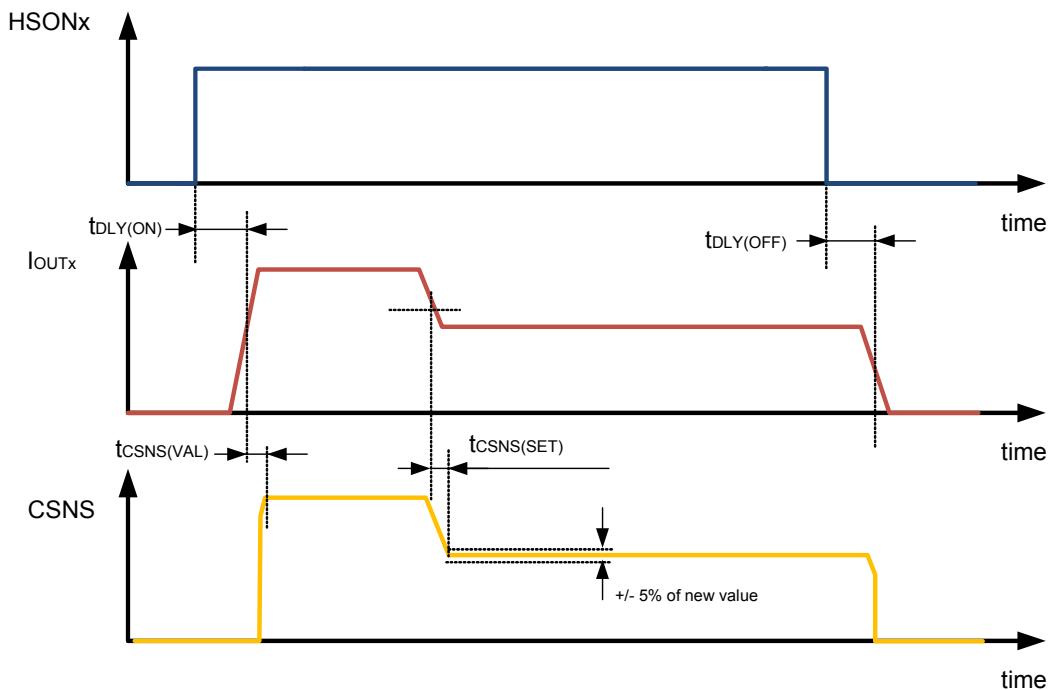 HSONx
time
tDLY(ON)
tDLY(OFF)
IOUTx
time
tCSNS(VAL)
tCSNS(SET)
CSNS
+/- 5% of new value
time